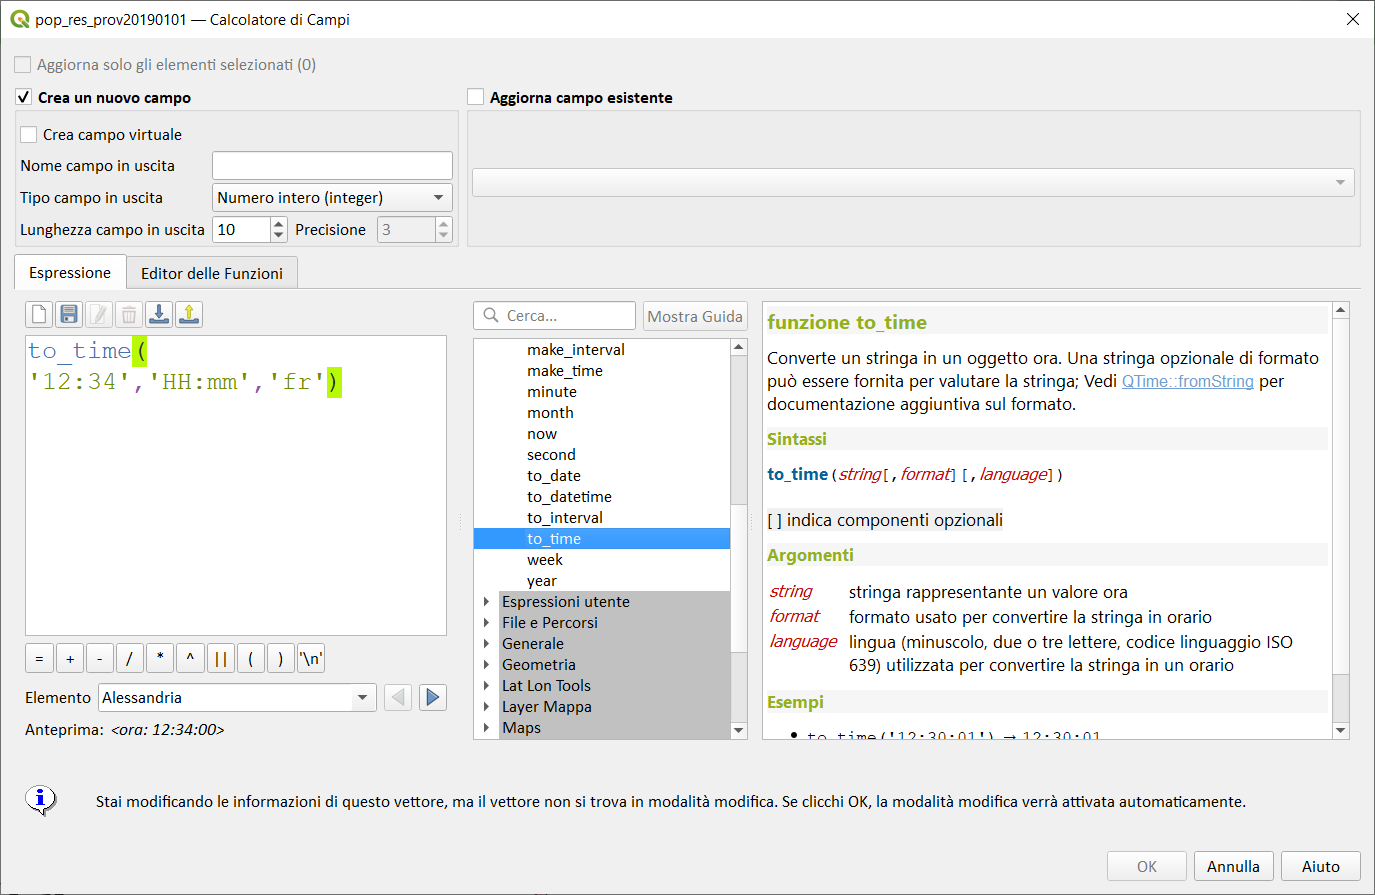 pop_res_prov20190101 — Calcolatore di Campi
Aggiorna solo gli elementi selezionati (0)
Crea un nuovo campo
Aggiorna campo esistente
Crea campo virtuale
Nome campo in uscita
Tipo campo in uscita
Numero intero (integer)
Lunghezza campo in uscita
10
Precisione
3
Espressione
Editor delle Funzioni
to_time(
'12:34','HH:mm','fr')
= + - / * ^ || ( ) '\n'
Elemento
Alessandria
Anteprima: <ora: 12:34:00>
Cerca...
Mostra Guida
make_interval
make_time
minute
month
now
second
to_date
to_datetime
to_interval
to_time
week
year
Espressioni utente
File e Percorsi
Generale
Geometria
Lat Lon Tools
Layer Mappa
Maps
funzione to_time
Converte un stringa in un oggetto ora. Una stringa opzionale di formato
può essere fornita per valutare la stringa; Vedi QTime::fromString per
documentazione aggiuntiva sul formato.
Sintassi
to_time(string[,format][,language])
[ ] indica componenti opzionali
Argomenti
string stringa rappresentante un valore ora
format formato usato per convertire la stringa in orario
language lingua (minuscolo, due o tre lettere, codice linguaggio ISO
639) utilizzata per convertire la stringa in un orario
Esempi
• to_time('12:30:01') → 12:30:01
Stai modificando le informazioni di questo vettore, ma il vettore non si trova in modalità modifica. Se clicchi OK, la modalità modifica verrà attivata automaticamente.
OK
Annulla
Aiuto